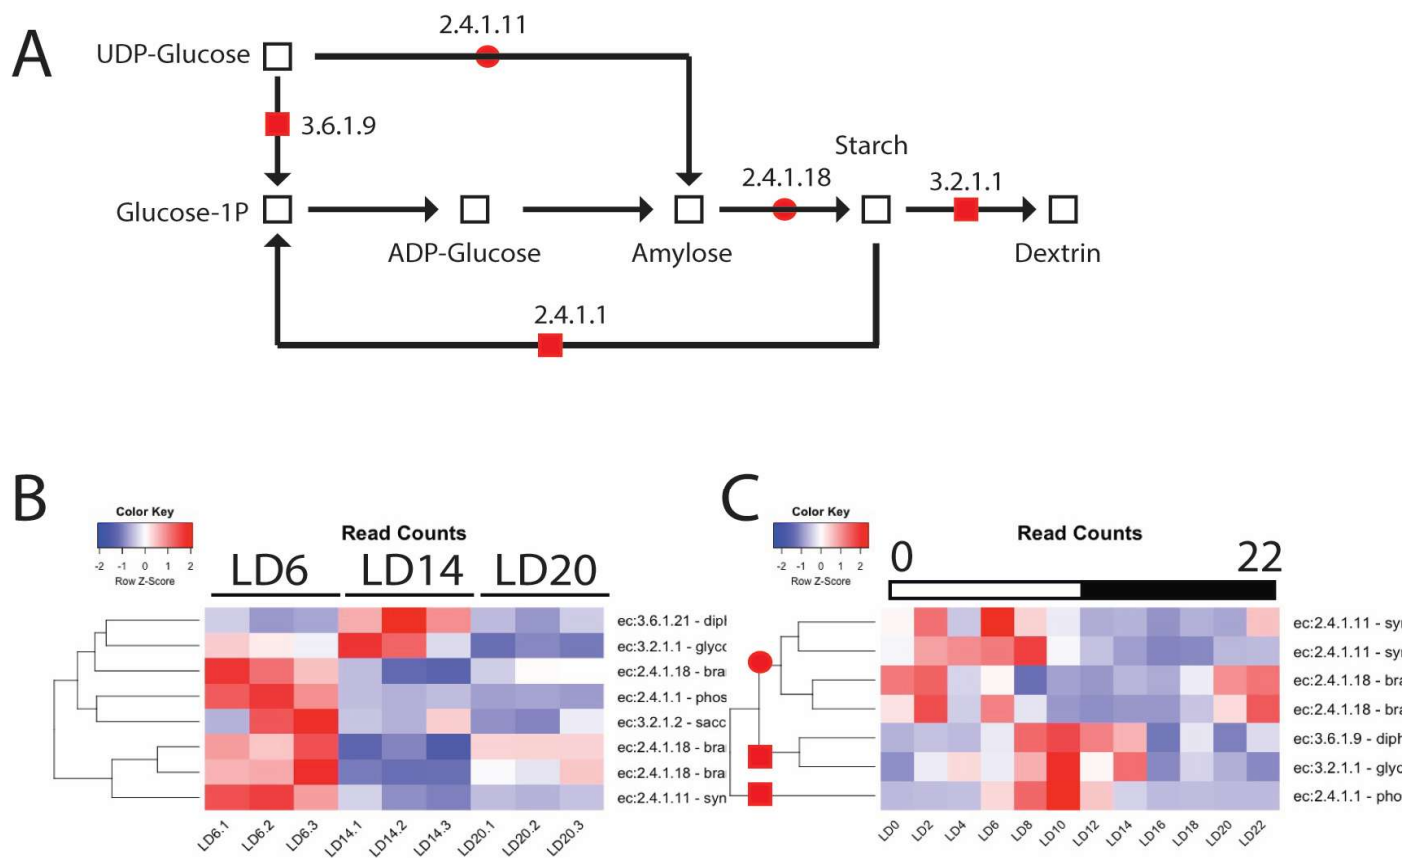 A
2.4.1.11
UDP-Glucose
3.6.1.9
Starch
2.4.1.18
3.2.1.1
Glucose-1P
ADP-Glucose
Amylose
Dextrin
2.4.1.1
B
Color Key
-2 -1 0 1 2
Row Z-Score
Read Counts
LD6 LD14 LD20
ec:3.6.1.21 - diph
ec:3.2.1.1 - glyco
ec:2.4.1.18 - bra
ec:2.4.1.1 - phos
ec:3.2.1.2 - sacc
ec:2.4.1.18 - bra
ec:2.4.1.18 - bra
ec:2.4.1.11 - syn
LD6.1 LD6.2 LD6.3 LD14.1 LD14.2 LD14.3 LD20.1 LD20.2 LD20.3
C
Color Key
-2 -1 0 1 2
Row Z-Score
Read Counts
0 22
ec:2.4.1.11 - syn
ec:2.4.1.11 - syn
ec:2.4.1.18 - bra
ec:2.4.1.18 - bra
ec:3.6.1.9 - diph
ec:3.2.1.1 - glyc
ec:2.4.1.1 - pho
LD0 LD2 LD4 LD6 LD8 LD10 LD12 LD14 LD16 LD18 LD20 LD22